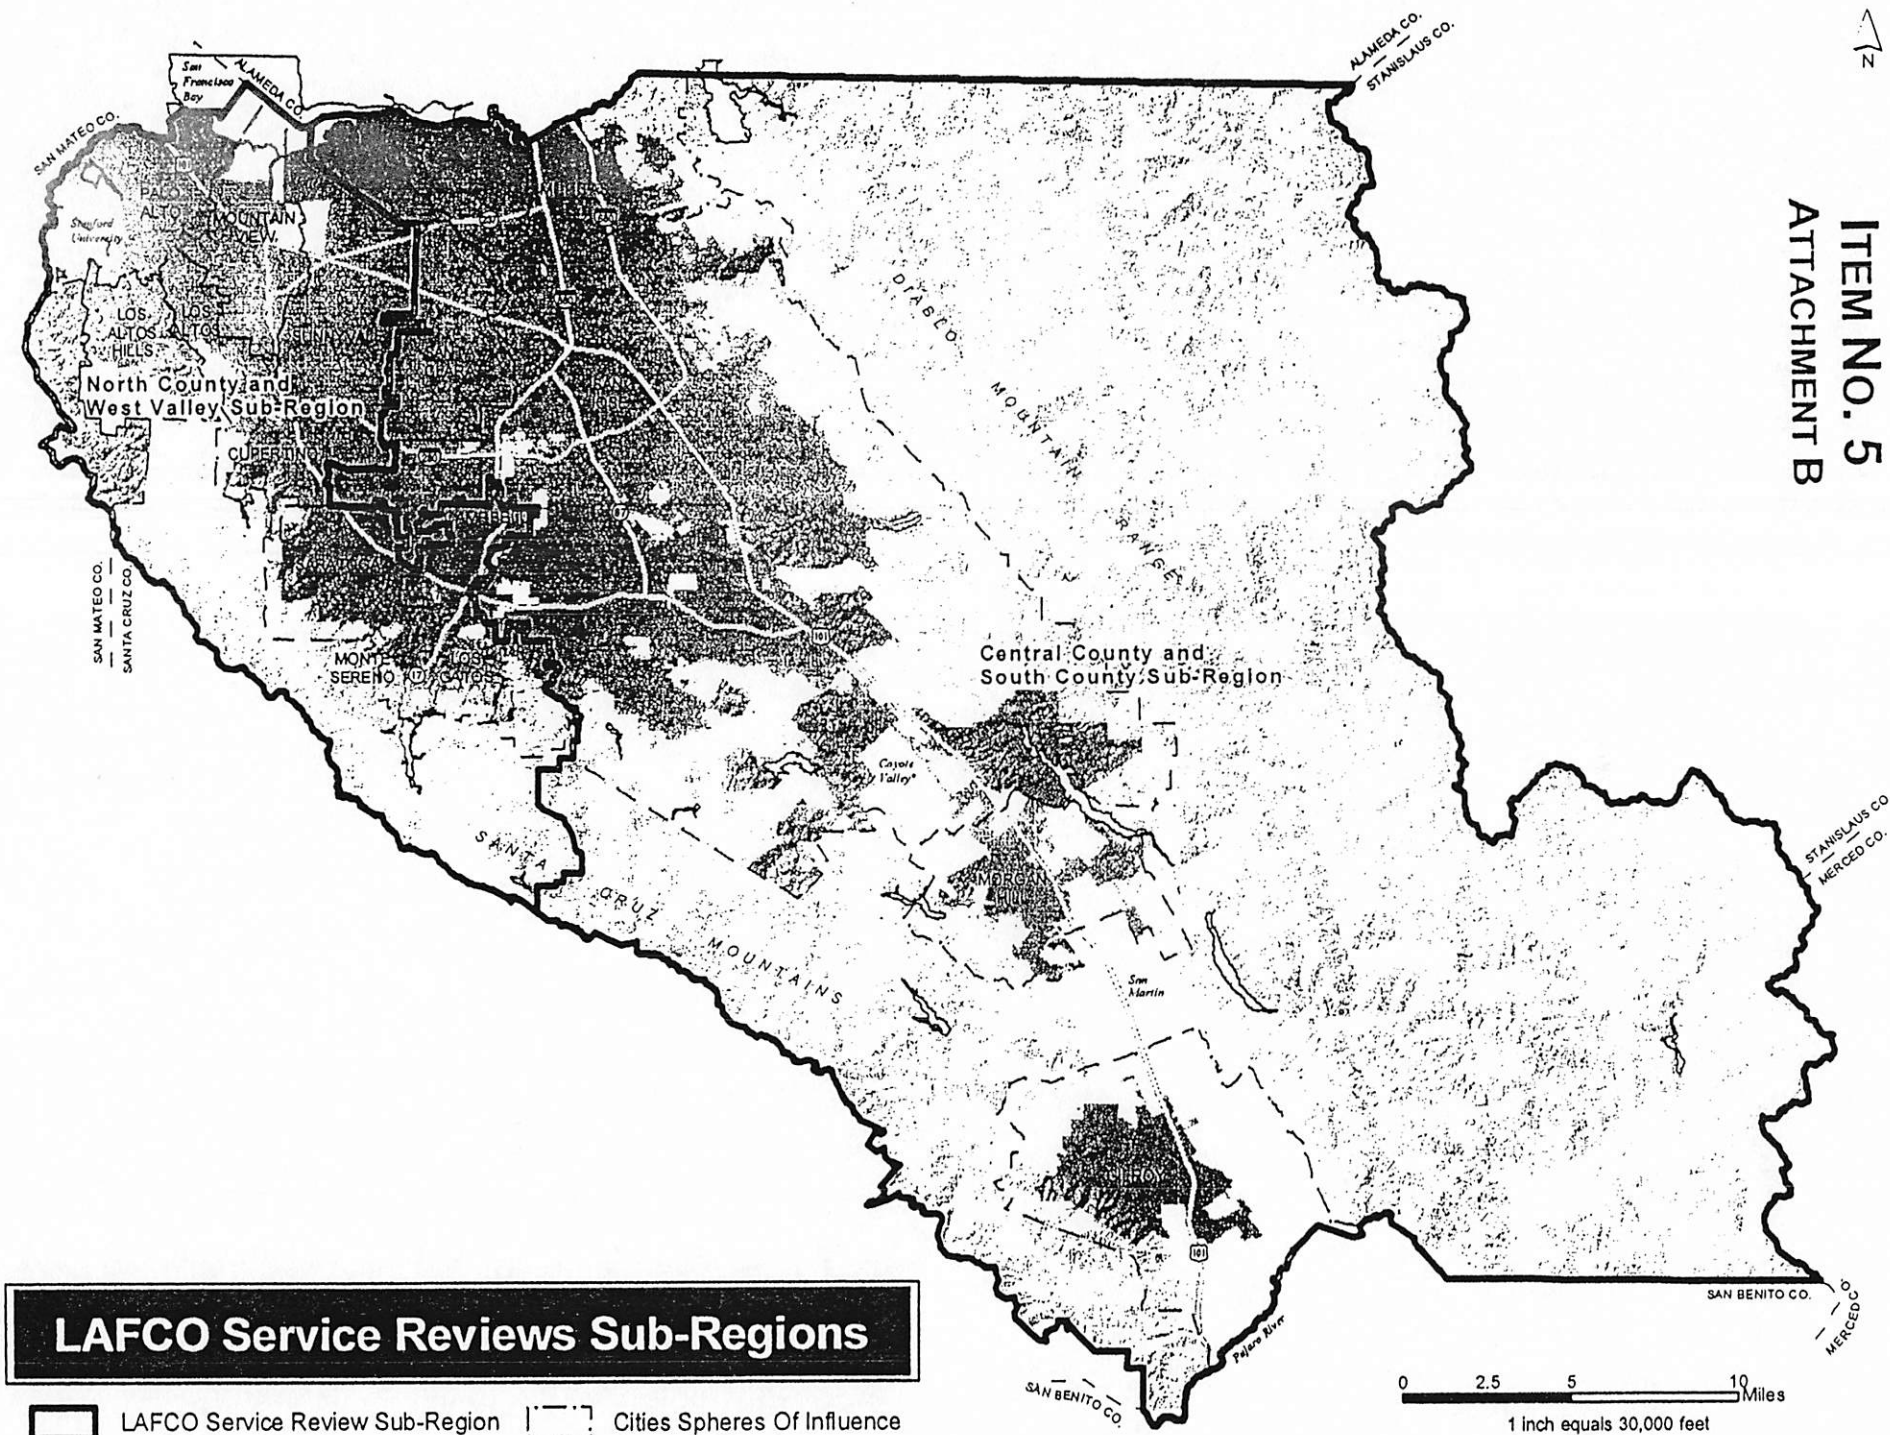 ITEM NO. 5
ATTACHMENT B
N
ALAMEDA CO.
STANISLAUS CO.
San
Francisco
Bay
ALAMEDA CO.
SAN MATEO CO.
PALO
ALTO
MOUNTAIN
VIEW
Stanford
University
LOS
ALTOS
HILLS
LOS
ALTOS
North County and
West Valley Sub-Region
CUPERTINO
87
DIABLO
MOUNTAIN
RANGE
SAN MATEO CO.
SANTA CRUZ CO.
101
MONTE
SERENO
17
LOS
GATOS
Central County and
South County Sub-Region
Coyote
Valley
MORGAN
HILL
SANTA
CRUZ
MOUNTAINS
San
Martin
STANISLAUS CO
MERCED CO.
GILROY
101
SAN BENITO CO.
MERCED CO
Pajaro River
SAN BENITO CO.
LAFCO Service Reviews Sub-Regions
LAFCO Service Review Sub-Region
Cities Spheres Of Influence
0 2.5 5 10
Miles
1 inch equals 30,000 feet